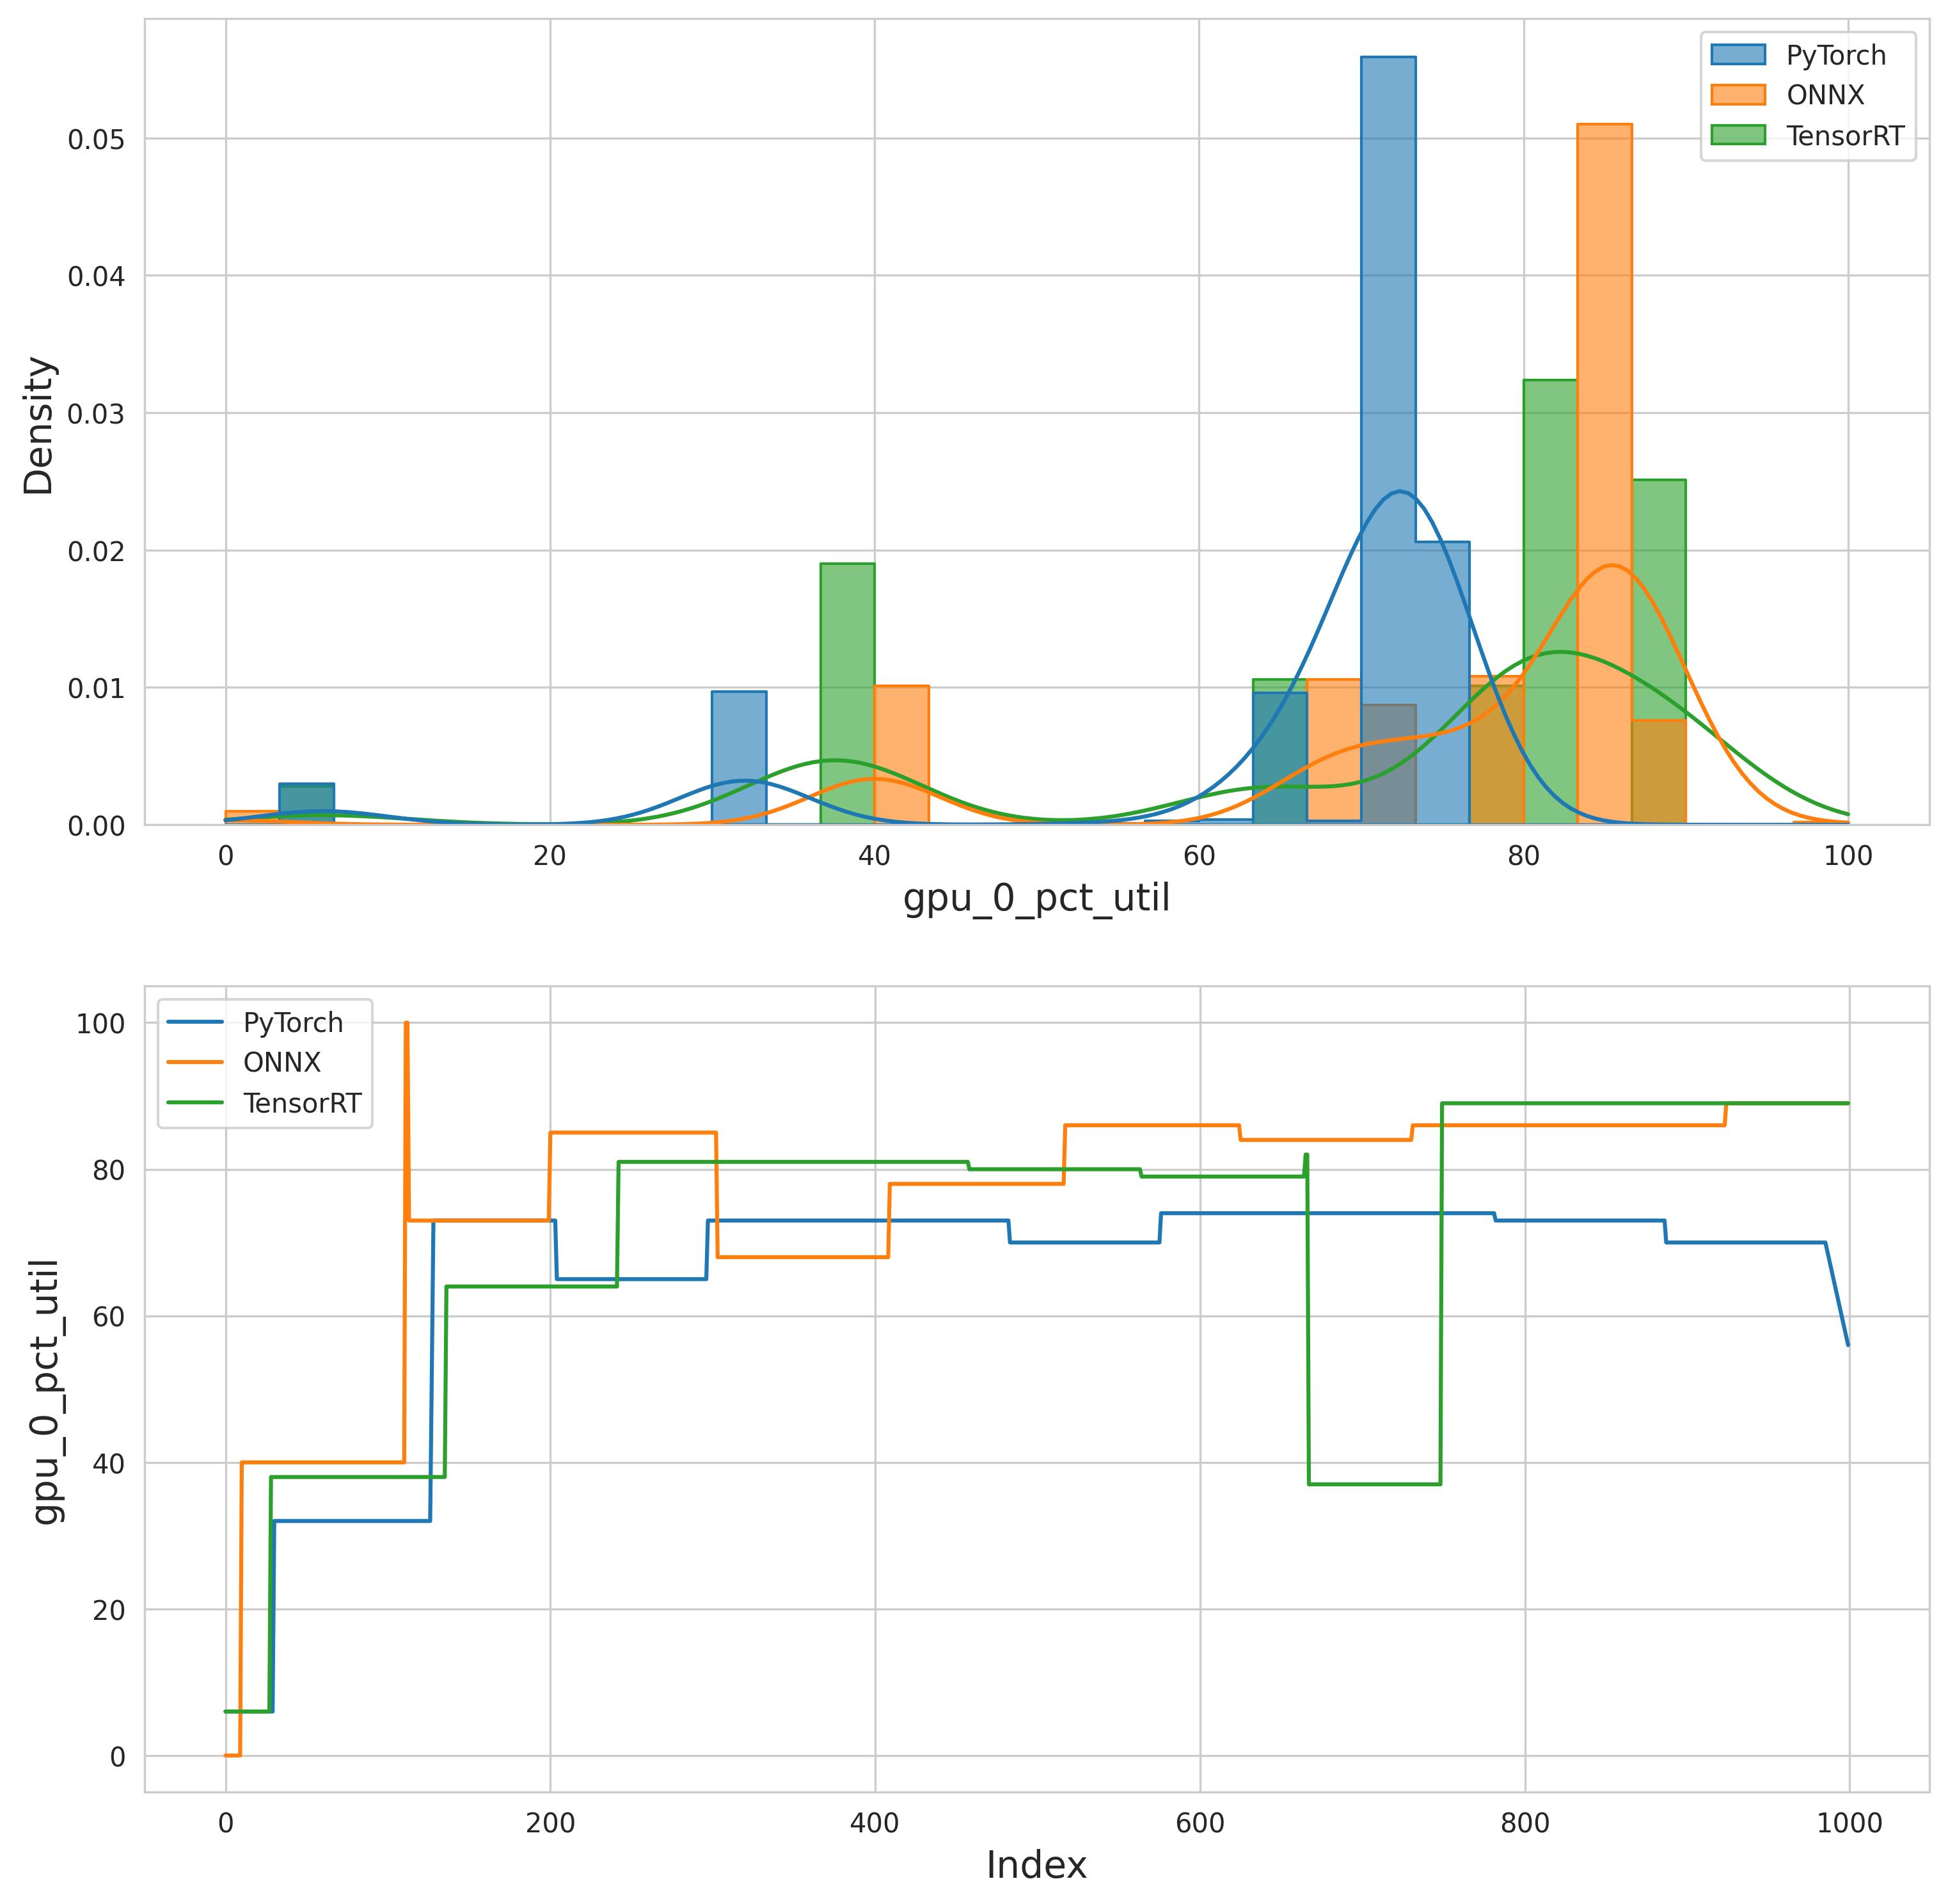 PyTorch
ONNX
TensorRT
Density
0.05
0.04
0.03
0.02
0.01
0.00
0 20 40 60 80 100
gpu_0_pct_util
PyTorch
ONNX
TensorRT
gpu_0_pct_util
100
80
60
40
20
0
0 200 400 600 800 1000
Index